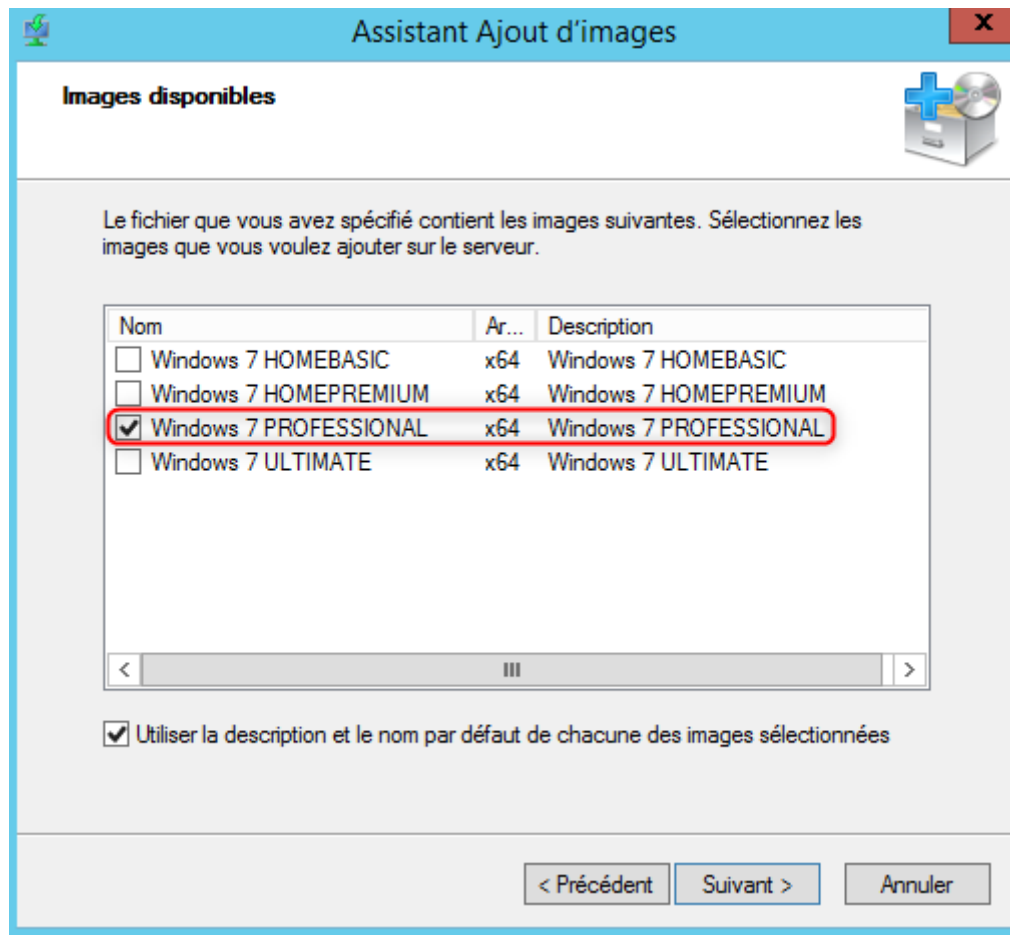 Assistant Ajout d'images
x
Images disponibles
Le fichier que vous avez spécifié contient les images suivantes. Sélectionnez les
images que vous voulez ajouter sur le serveur.
Nom Ar... Description
Windows 7 HOMEBASIC x64 Windows 7 HOMEBASIC
Windows 7 HOMEPREMIUM x64 Windows 7 HOMEPREMIUM
Windows 7 PROFESSIONAL x64 Windows 7 PROFESSIONAL
Windows 7 ULTIMATE x64 Windows 7 ULTIMATE
Utiliser la description et le nom par défaut de chacune des images sélectionnées
< Précédent Suivant > Annuler